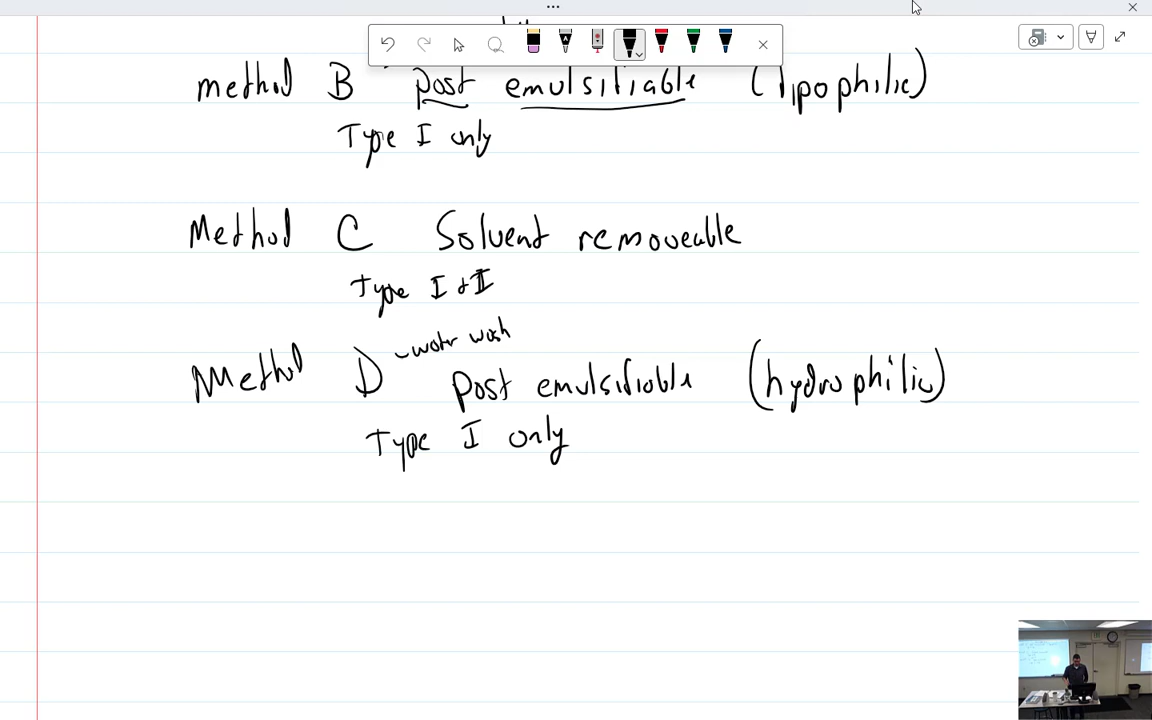 method B post emulsifiable (lipophilic)
Type I only
Method C Solvent removeable
Type I & II
Method D - water wash
Post emulsifiable (hydrophilic)
Type I only